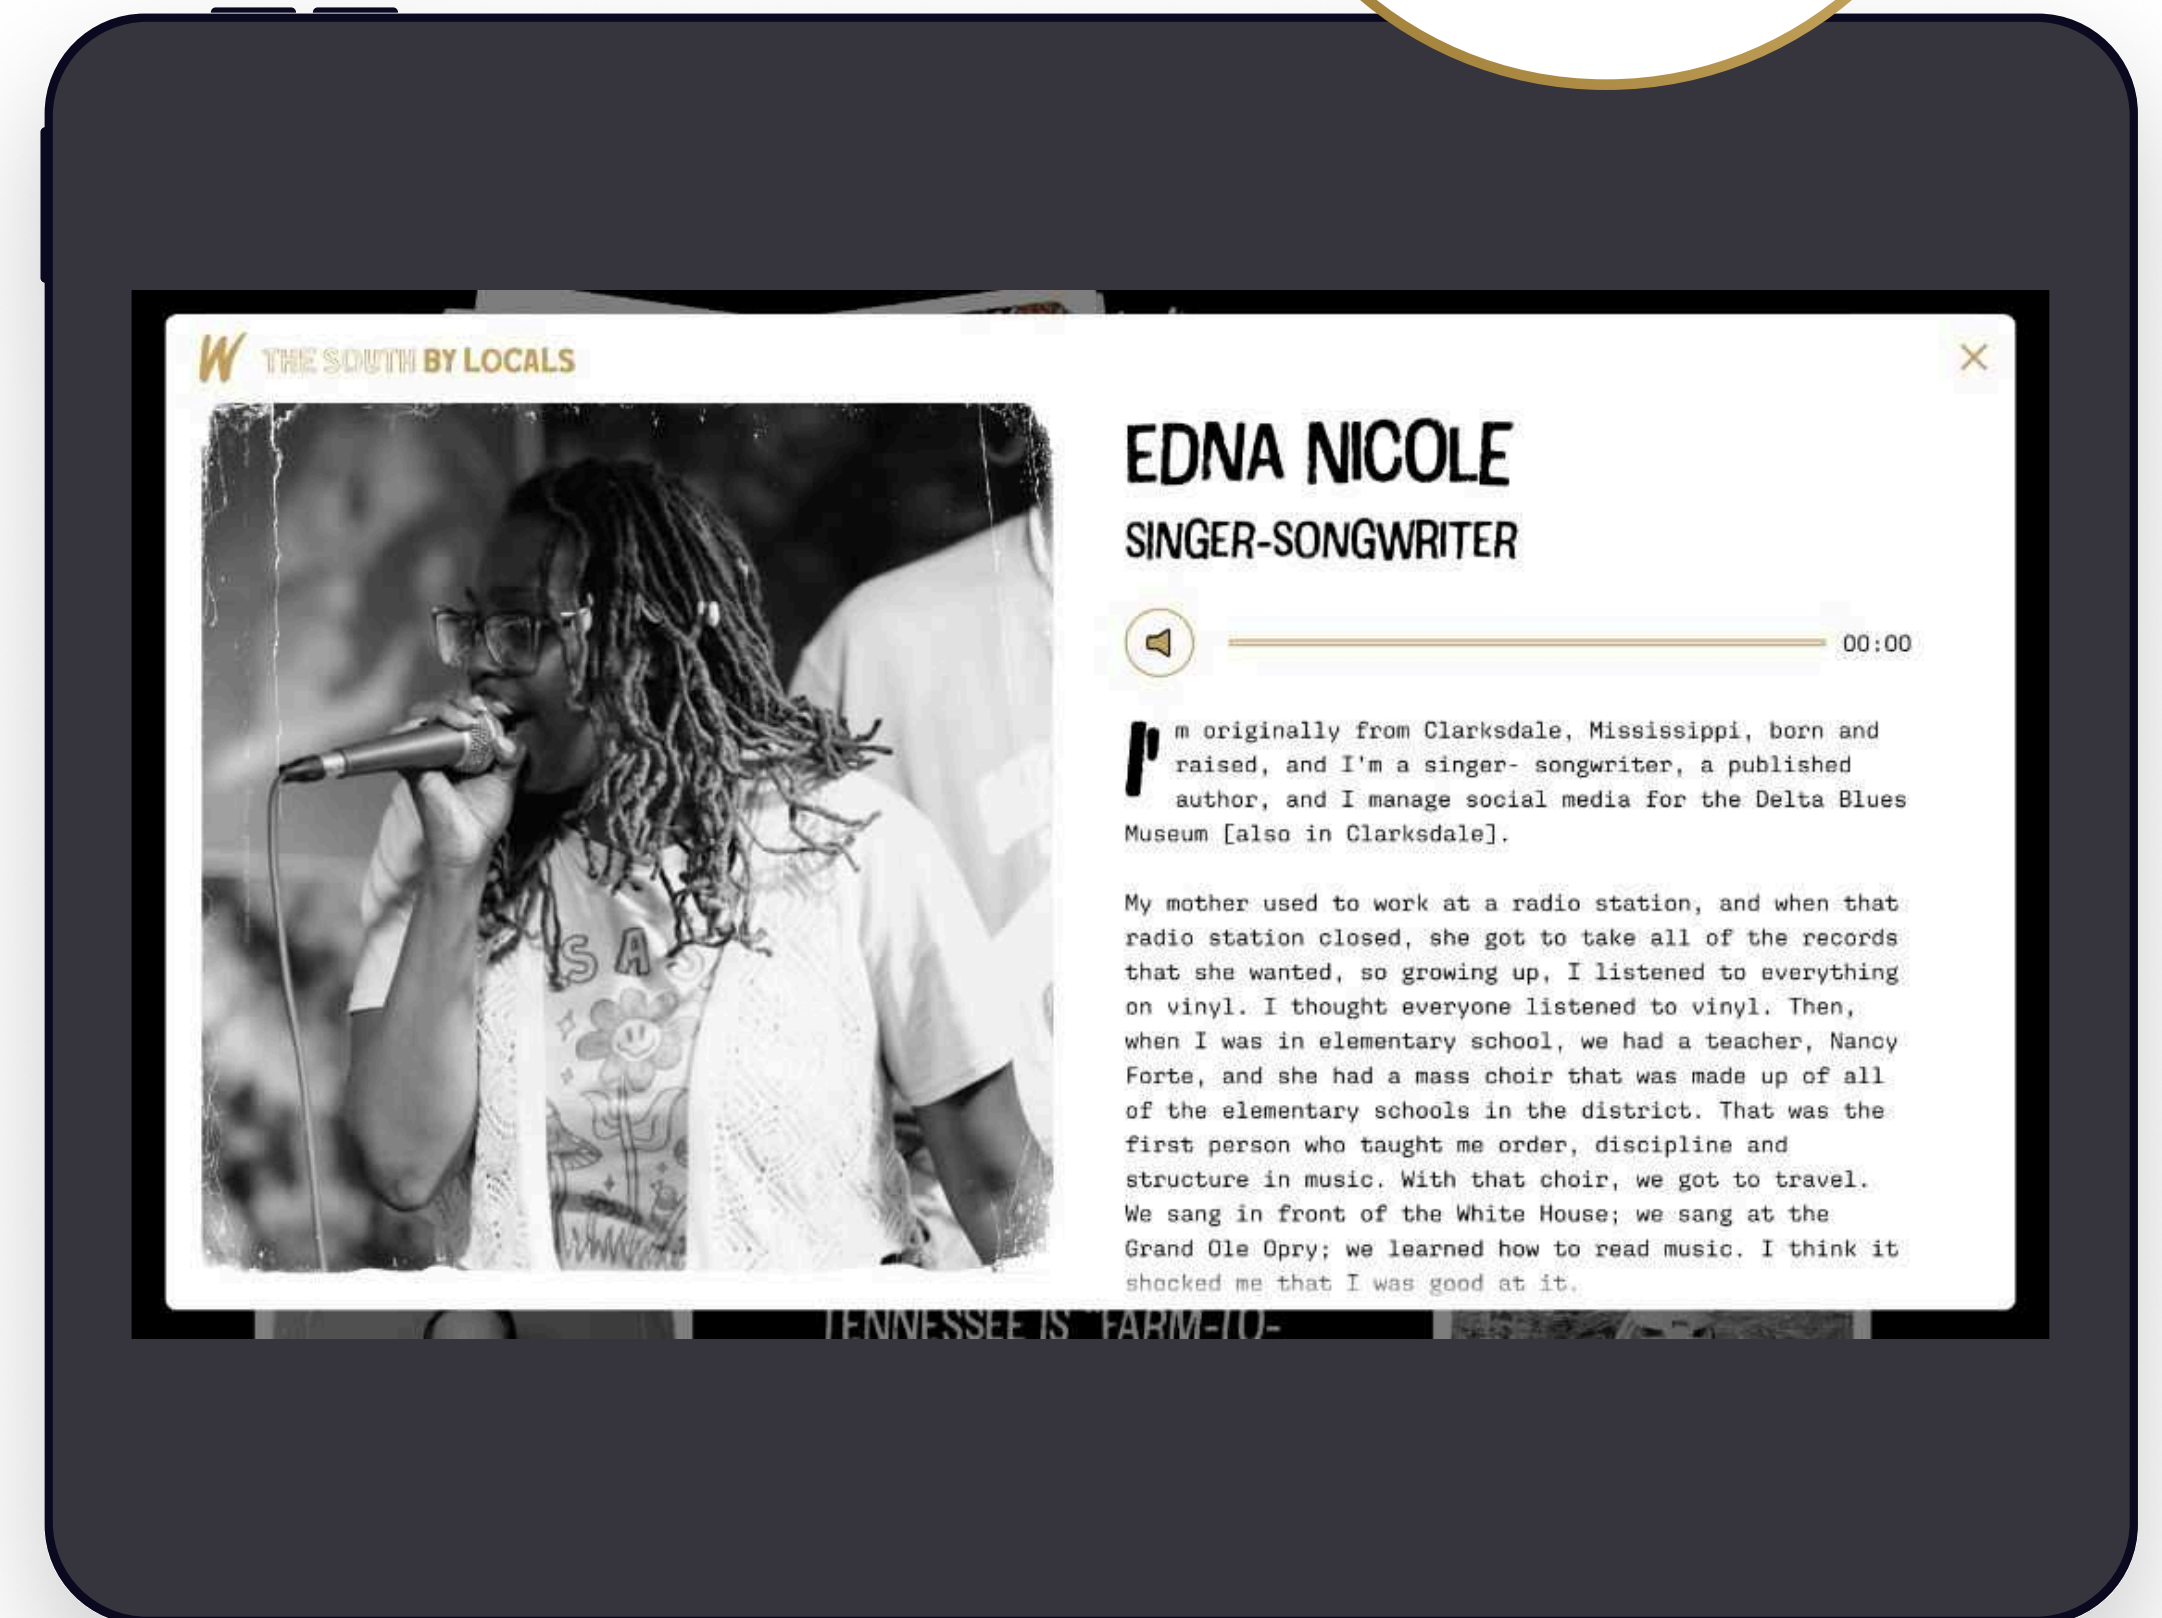 W THE SOUTH BY LOCALS
EDNA NICOLE
SINGER-SONGWRITER
00:00
I'm originally from Clarksdale, Mississippi, born and
raised, and I'm a singer- songwriter, a published
author, and I manage social media for the Delta Blues
Museum [also in Clarksdale].
My mother used to work at a radio station, and when that
radio station closed, she got to take all of the records
that she wanted, so growing up, I listened to everything
on vinyl. I thought everyone listened to vinyl. Then,
when I was in elementary school, we had a teacher, Nancy
Forte, and she had a mass choir that was made up of all
of the elementary schools in the district. That was the
first person who taught me order, discipline and
structure in music. With that choir, we got to travel.
We sang in front of the White House; we sang at the
Grand Ole Opry; we learned how to read music. I think it
shocked me that I was good at it.
TENNESSEE IS "FARM-TO-